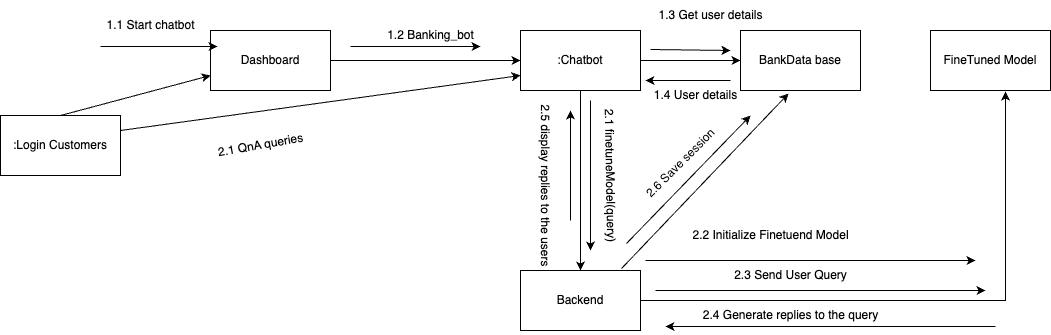 1.1 Start chatbot
1.2 Banking_bot
1.3 Get user details
Dashboard
:Chatbot
BankData base
FineTuned Model
1.4 User details
:Login Customers
2.1 QnA queries
2.5 display replies to the users
2.1 finetuneModel(query)
2.6 Save session
2.2 Initialize Finetuend Model
2.3 Send User Query
Backend
2.4 Generate replies to the query